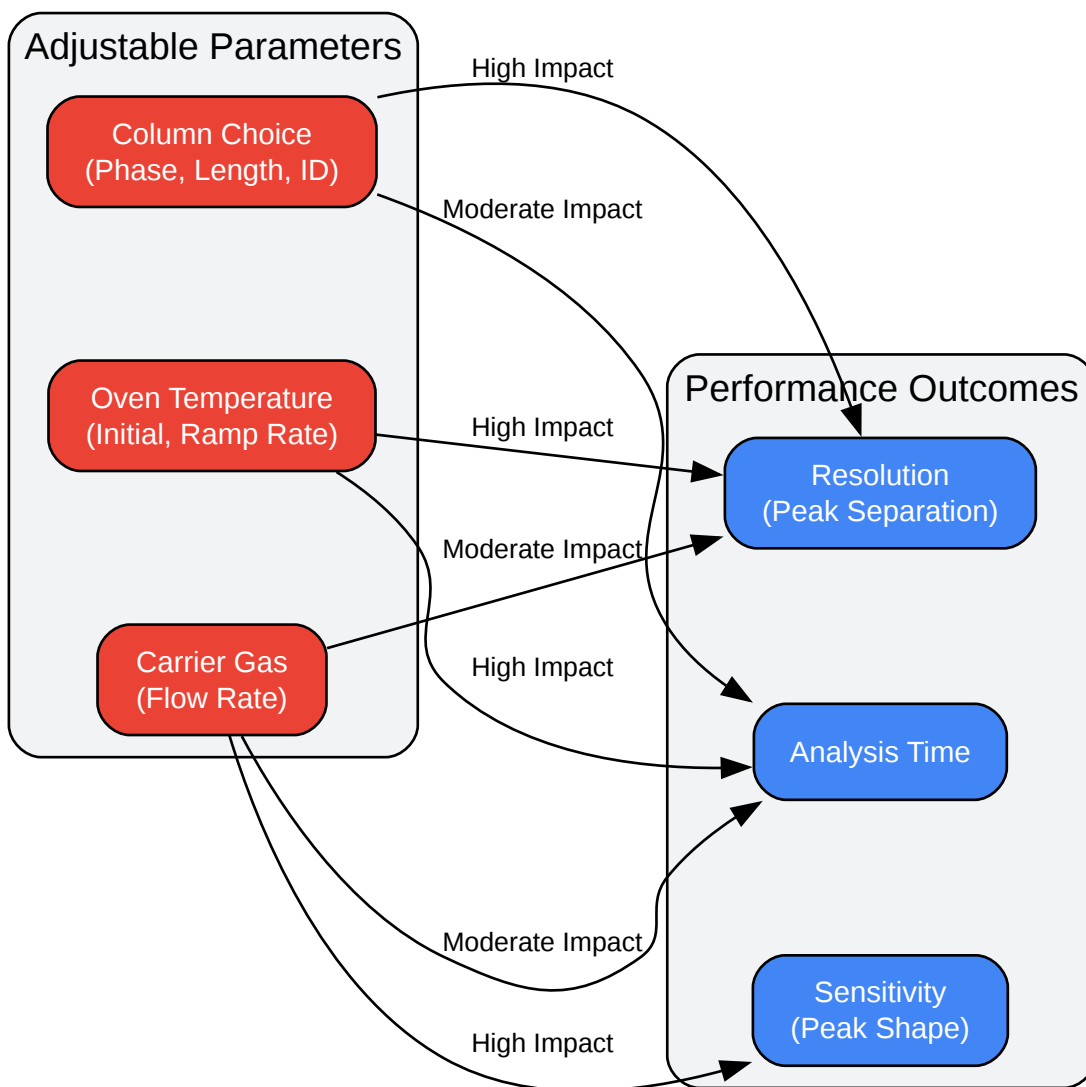 Adjustable Parameters
Column Choice
(Phase, Length, ID)
Oven Temperature
(Initial, Ramp Rate)
Carrier Gas
(Flow Rate)
High Impact
Moderate Impact
High Impact
Moderate Impact
High Impact
Moderate Impact
High Impact
Performance Outcomes
Resolution
(Peak Separation)
Analysis Time
Sensitivity
(Peak Shape)